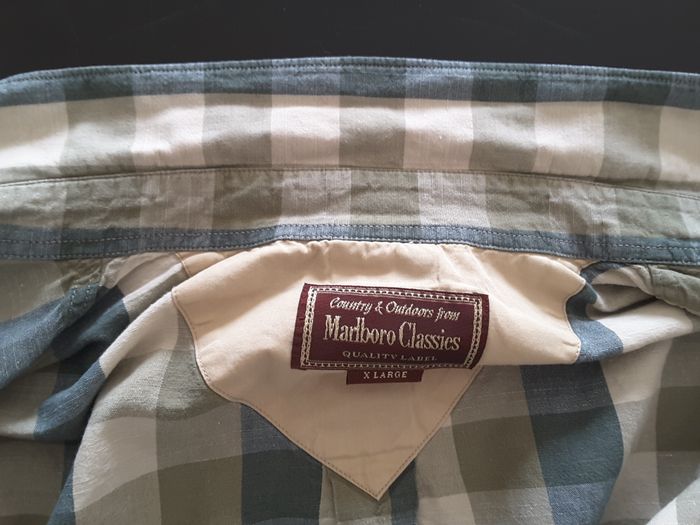 Country & Outdoors from
Marlboro Classics
QUALITY LABEL
X LARGE